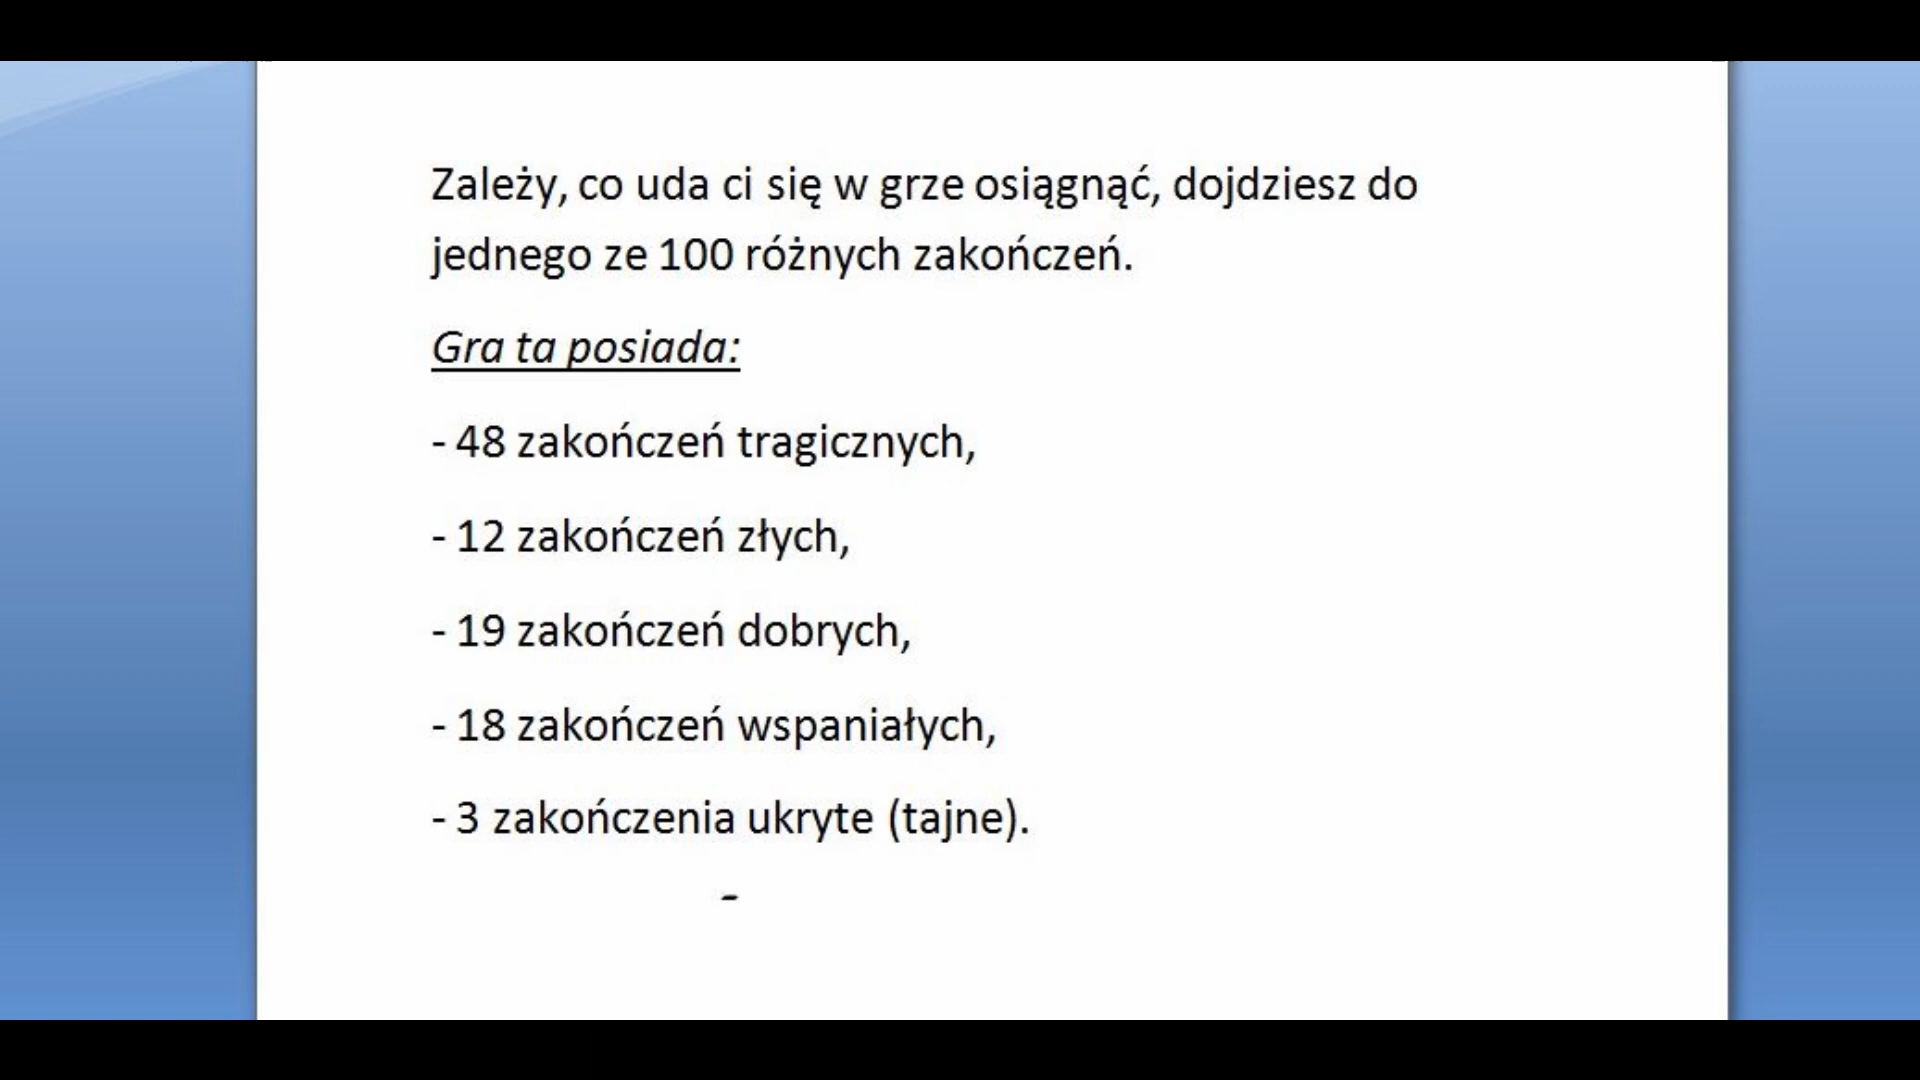 Zależy, co uda ci się w grze osiągnąć, dojdziesz do
jednego ze 100 różnych zakończeń.
Gra ta posiada:
- 48 zakończeń tragicznych,
- 12 zakończeń złych,
- 19 zakończeń dobrych,
- 18 zakończeń wspaniałych,
- 3 zakończenia ukryte (tajne).